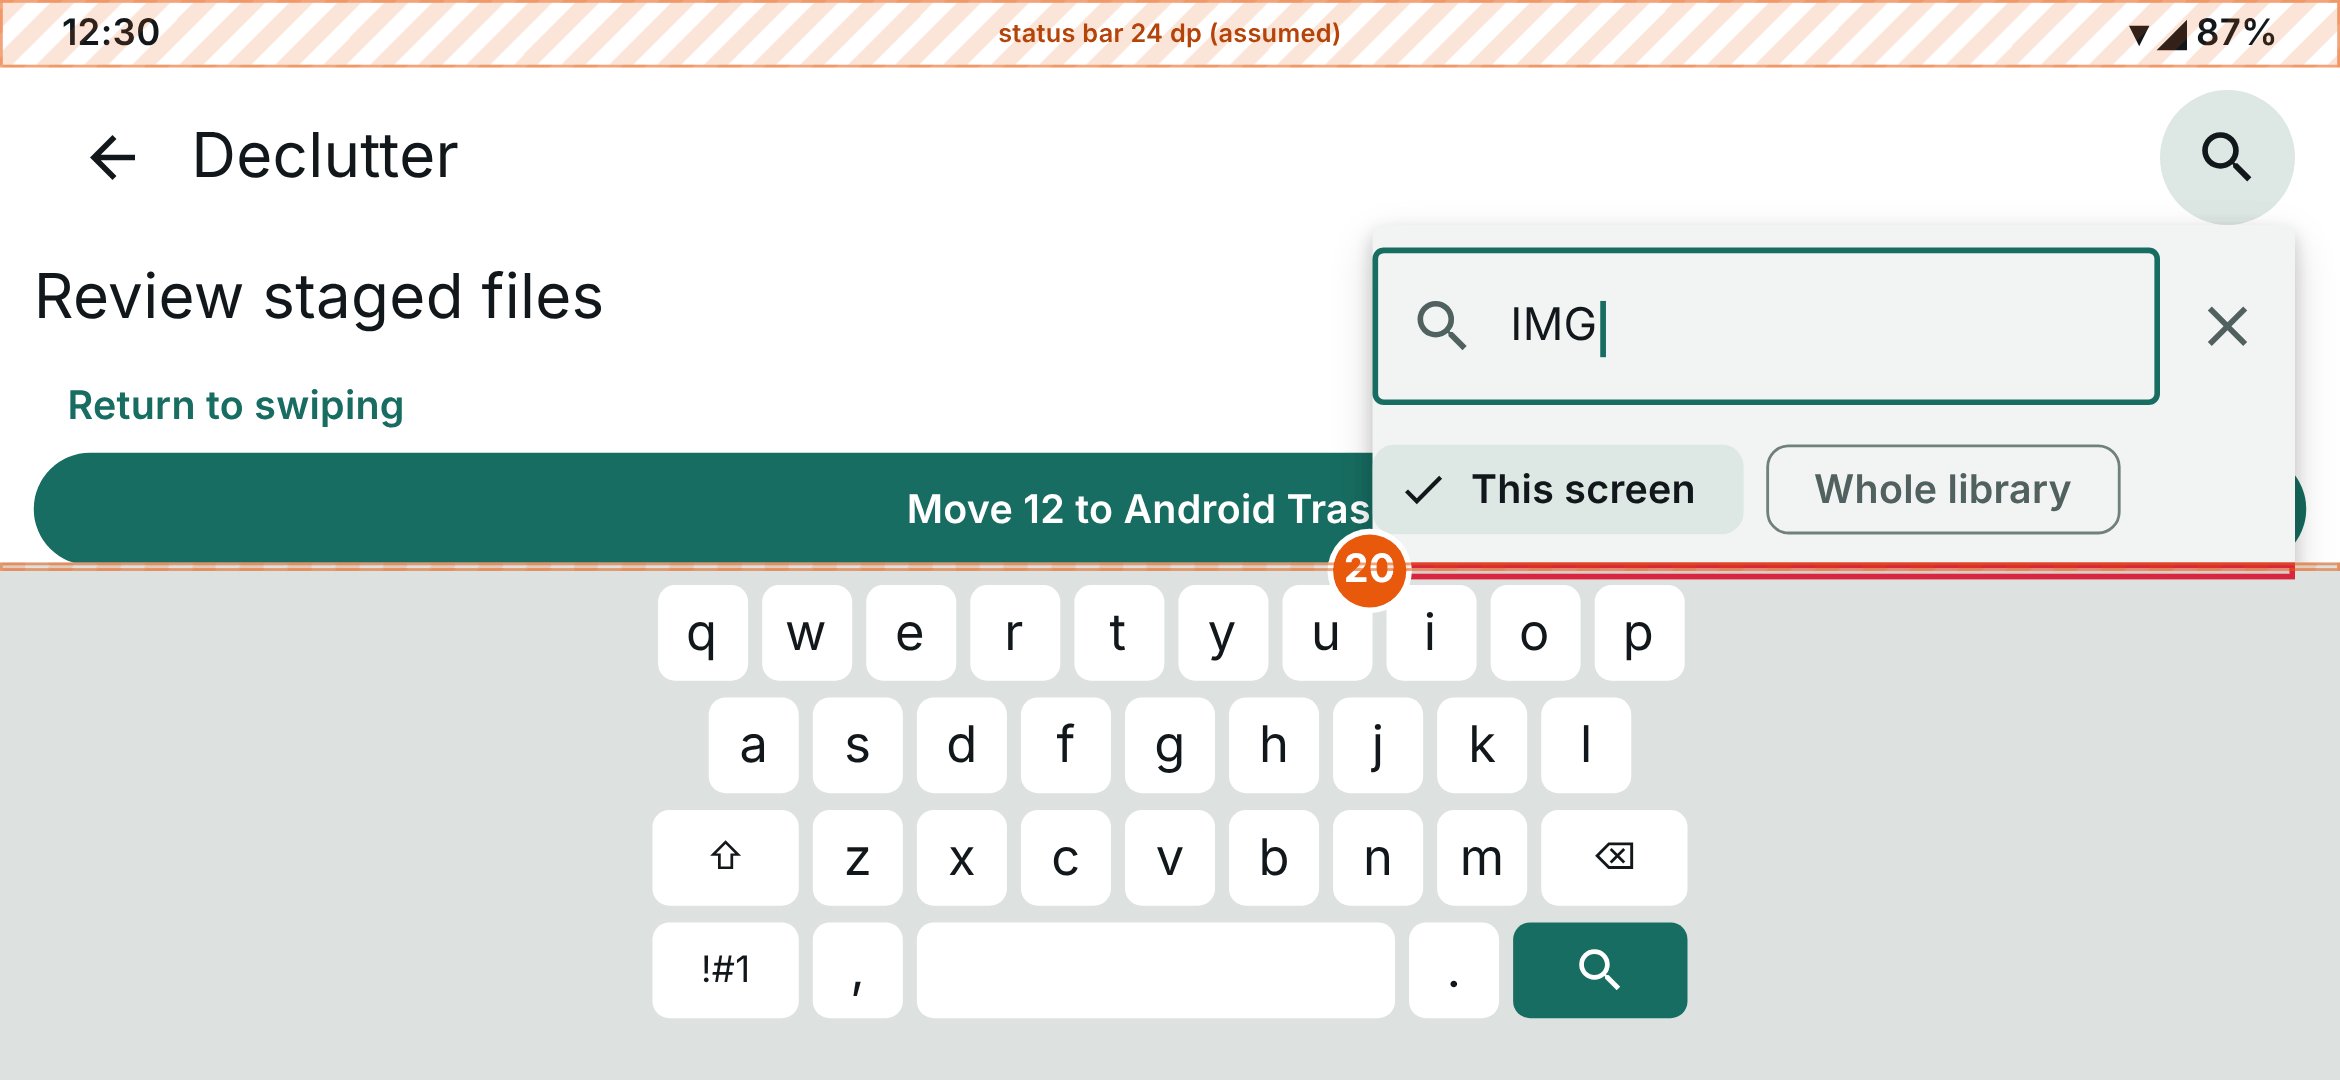 12:30
status bar 24 dp (assumed)
87%
Declutter
Review staged files
IMG
Return to swiping
This screen
Whole library
Move 12 to Android Tras
20
q w e r t y u i o p
a s d f g h j k l
z x c v b n m
!#1 , .